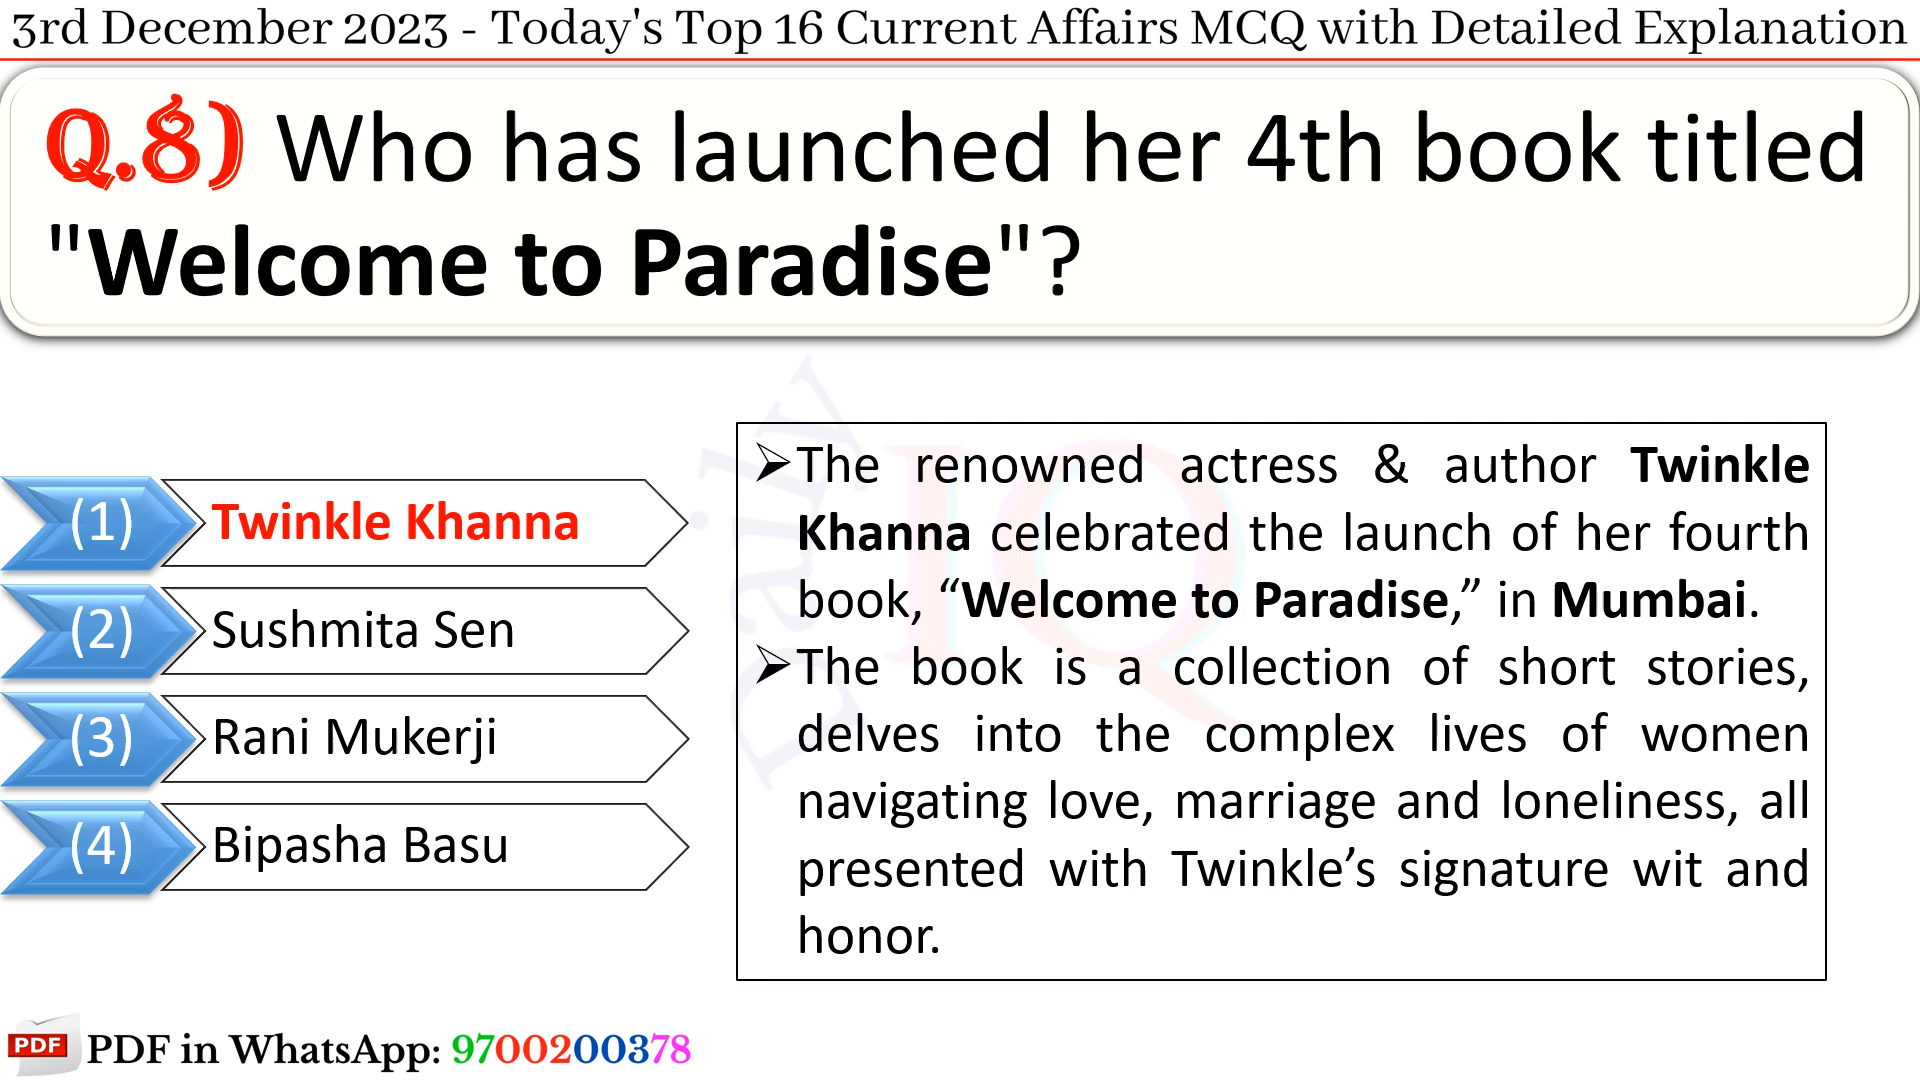 3rd December 2023 - Today's Top 16 Current Affairs MCQ with Detailed Explanation
Q.8) Who has launched her 4th book titled
"Welcome to Paradise"?
(1) Twinkle Khanna
(2) Sushmita Sen
(3) Rani Mukerji
(4) Bipasha Basu
➢The renowned actress & author Twinkle
Khanna celebrated the launch of her fourth
book, “Welcome to Paradise,” in Mumbai.
➢The book is a collection of short stories,
delves into the complex lives of women
navigating love, marriage and loneliness, all
presented with Twinkle’s signature wit and
honor.
Daily
IQ
PDF PDF in WhatsApp: 9700200378